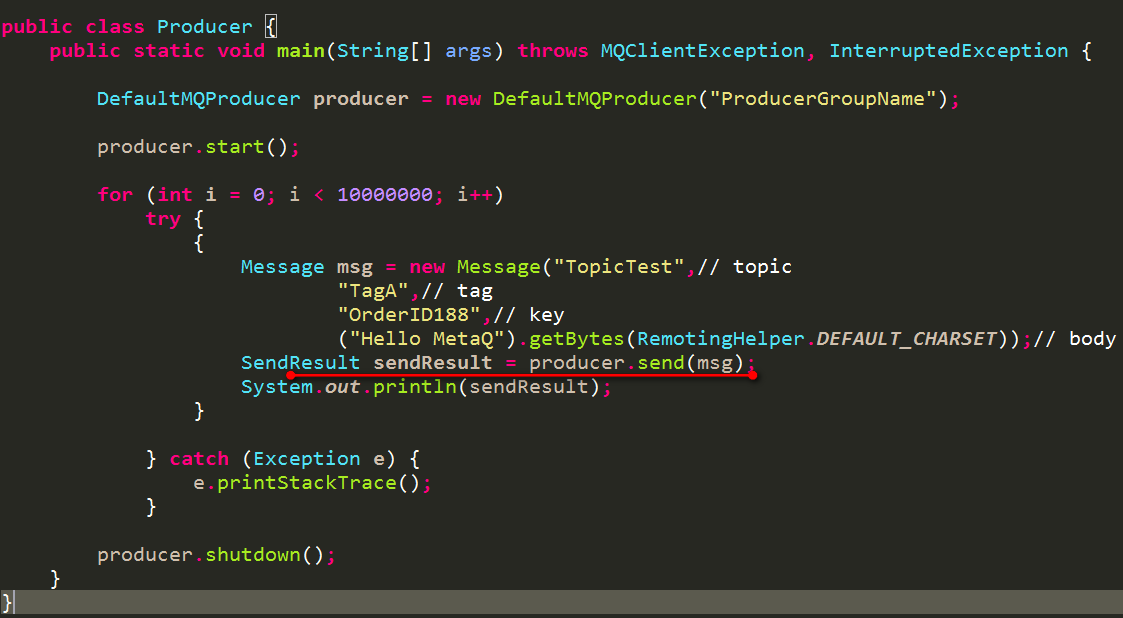 public class Producer {
public static void main(String[] args) throws MQClientException, InterruptedException {
DefaultMQProducer producer = new DefaultMQProducer("ProducerGroupName");
producer.start();
for (int i = 0; i < 10000000; i++)
try {
{
Message msg = new Message("TopicTest",// topic
"TagA",// tag
"OrderID188",// key
("Hello MetaQ").getBytes(RemotingHelper.DEFAULT_CHARSET));// body
SendResult sendResult = producer.send(msg);
System.out.println(sendResult);
}
} catch (Exception e) {
e.printStackTrace();
}
producer.shutdown();
}
}